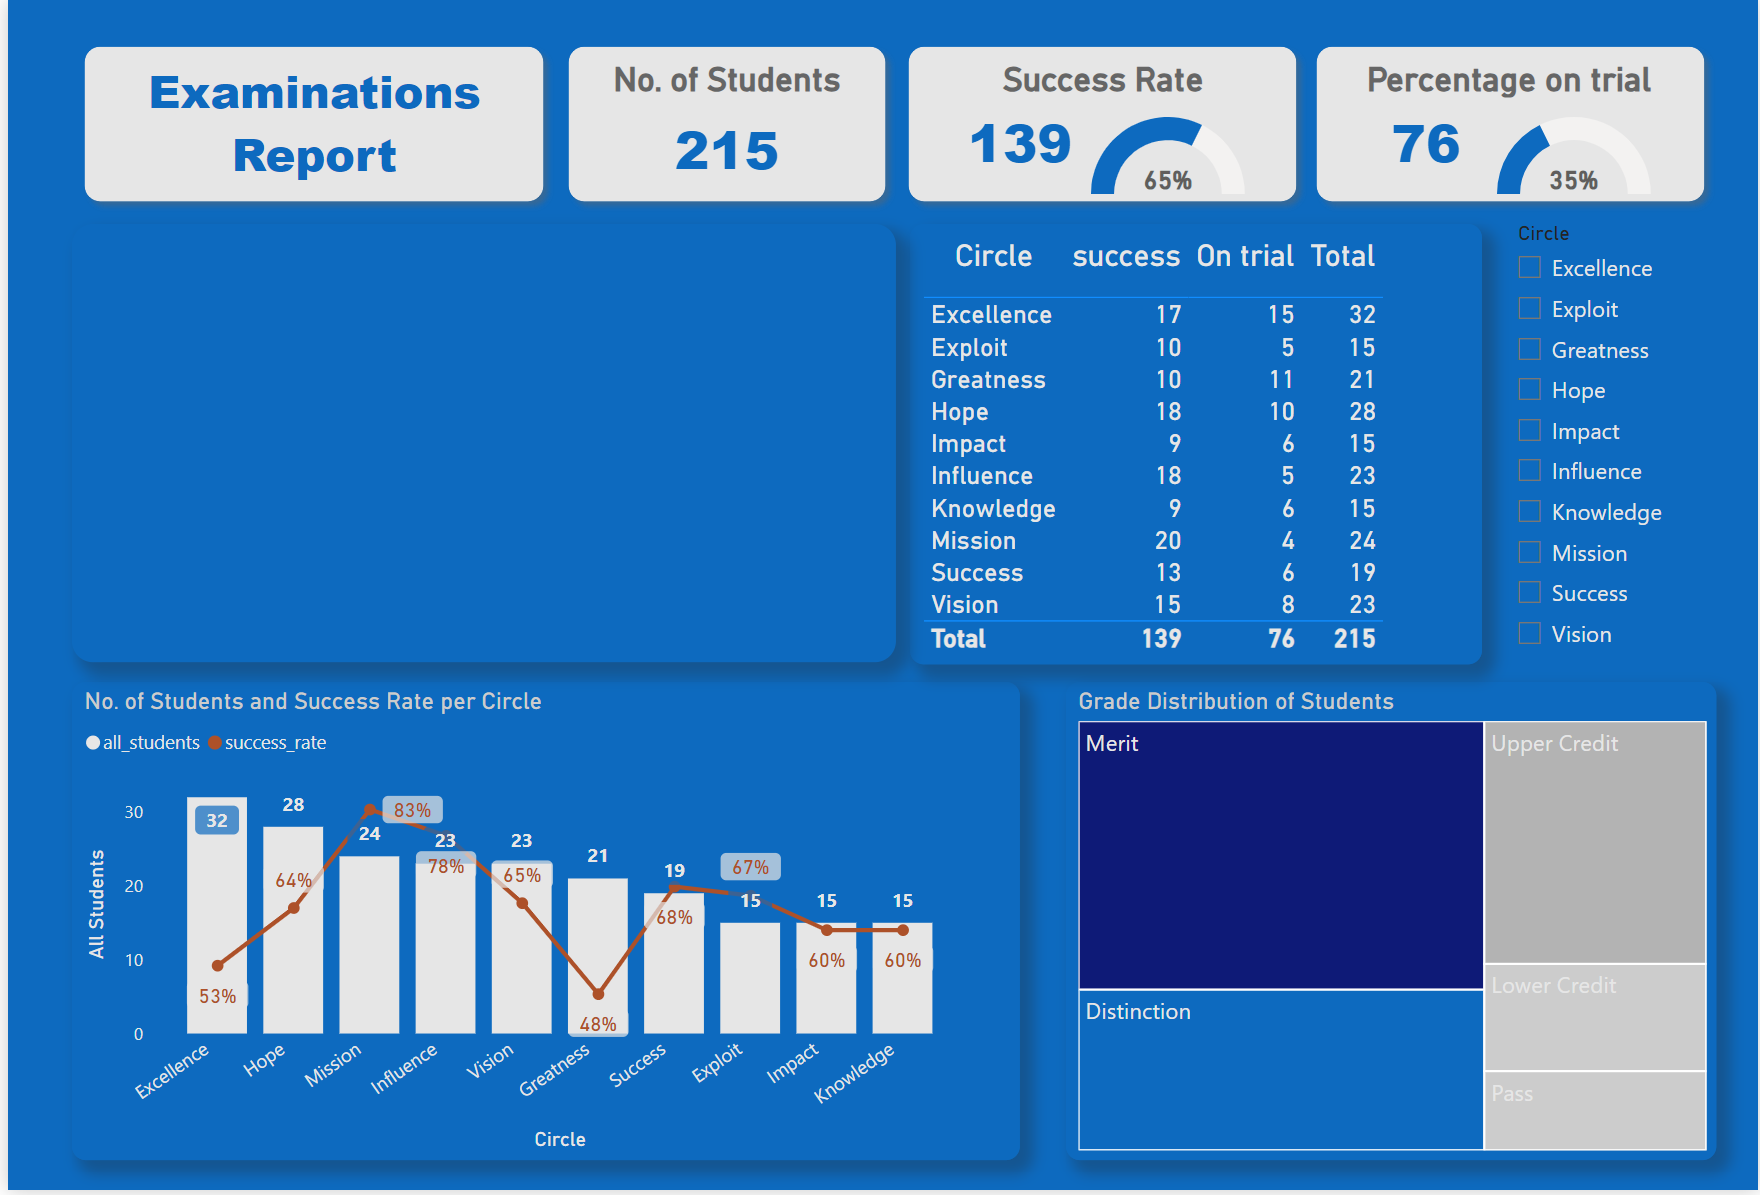 Examinations
Report
No. of Students
215
Success Rate
139
65%
Percentage on trial
76
35%
Circle success On trial Total
Excellence 17 15 32
Exploit 10 5 15
Greatness 10 11 21
Hope 18 10 28
Impact 9 6 15
Influence 18 5 23
Knowledge 9 6 15
Mission 20 4 24
Success 13 6 19
Vision 15 8 23
Total 139 76 215
Circle
Excellence
Exploit
Greatness
Hope
Impact
Influence
Knowledge
Mission
Success
Vision
No. of Students and Success Rate per Circle
all_students success_rate
All Students
30
20
10
0
32 28 24 23 23 21 19 15 15 15
53% 64% 83% 78% 65% 48% 68% 67% 60% 60%
Excellence Hope Mission Influence Vision Greatness Success Exploit Impact Knowledge
Circle
Grade Distribution of Students
Merit
Distinction
Upper Credit
Lower Credit
Pass